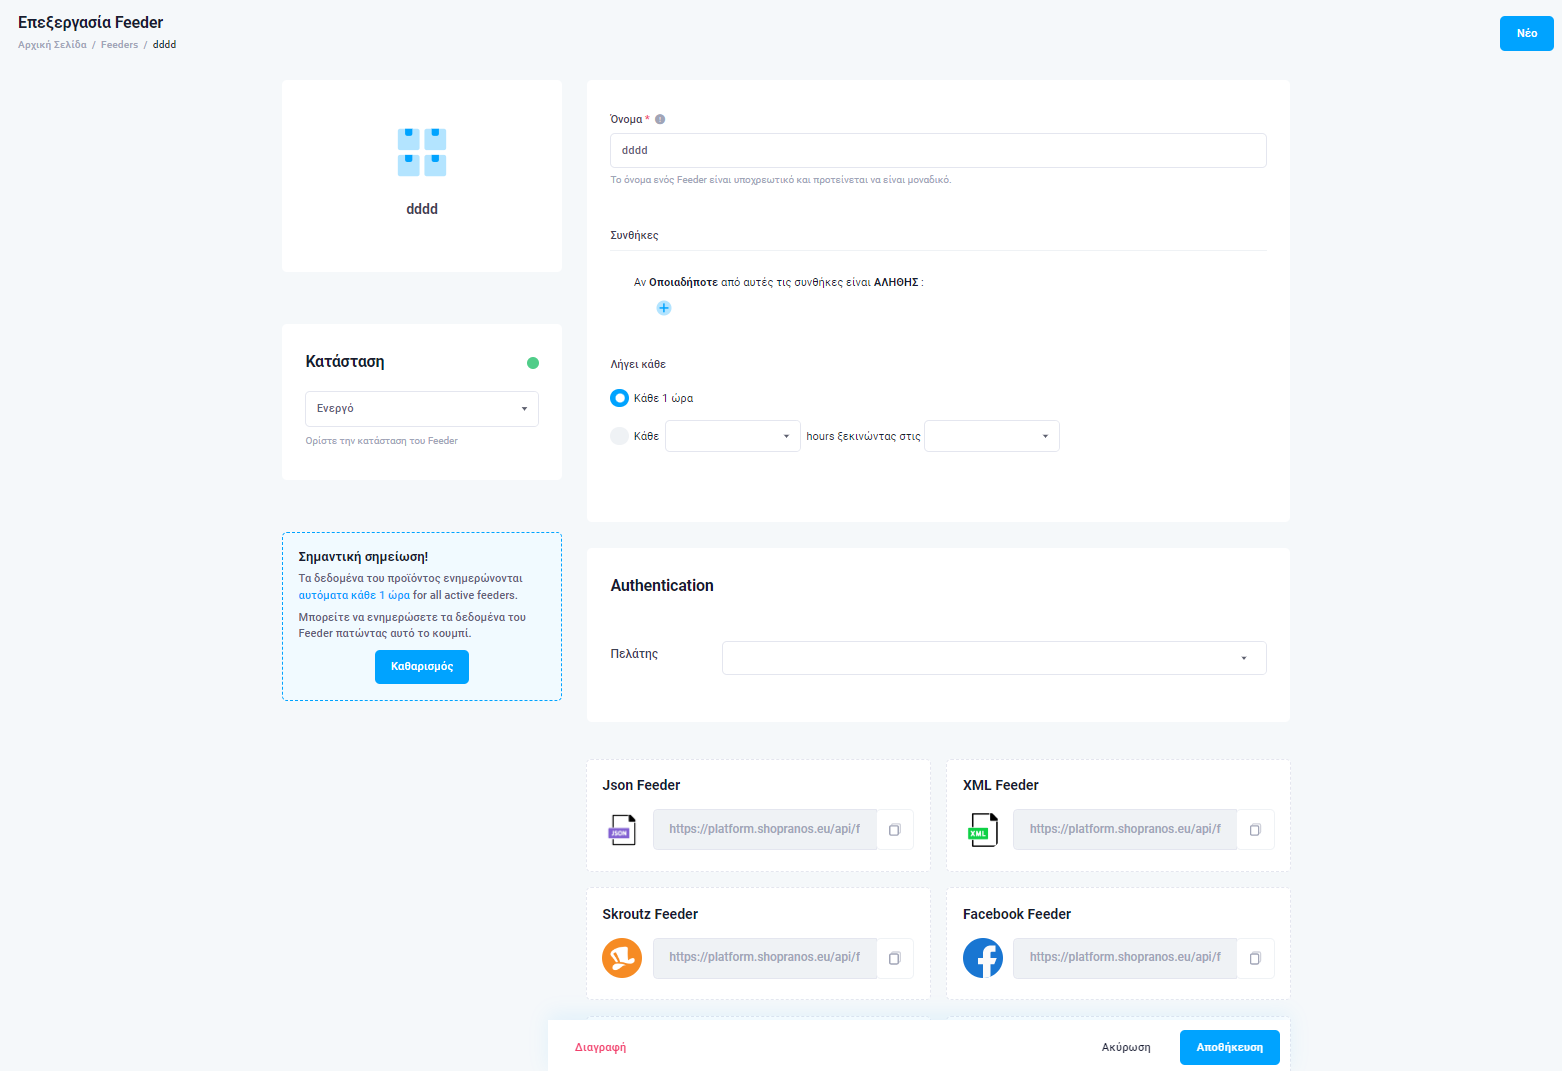 Επεξεργασία Feeder
Αρχική Σελίδα / Feeders / dddd
Νέο
dddd
Κατάσταση
Ενεργό
Ορίστε την κατάσταση του Feeder
Σημαντική σημείωση!
Τα δεδομένα του προϊόντος ενημερώνονται
αυτόματα κάθε 1 ώρα for all active feeders.
Μπορείτε να ενημερώσετε τα δεδομένα του
Feeder πατώντας αυτό το κουμπί.
Καθαρισμός
Όνομα *
dddd
Το όνομα ενός Feeder είναι υποχρεωτικό και προτείνεται να είναι μοναδικό.
Συνθήκες
Αν Οποιαδήποτε από αυτές τις συνθήκες είναι ΑΛΗΘΗΣ :
Λήγει κάθε
Κάθε 1 ώρα
Κάθε hours ξεκινώντας στις
Authentication
Πελάτης
Json Feeder
JSON
https://platform.shopranos.eu/api/f
XML Feeder
XML
https://platform.shopranos.eu/api/f
Skroutz Feeder
https://platform.shopranos.eu/api/f
Facebook Feeder
https://platform.shopranos.eu/api/f
Διαγραφή
Ακύρωση
Αποθήκευση